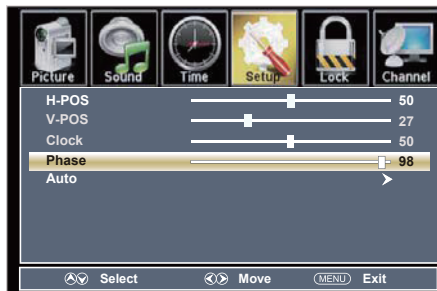 Picture Sound Time Setup Lock Channel
H-POS 50
V-POS 27
Clock 50
Phase 98
Auto
Select Move MENU Exit